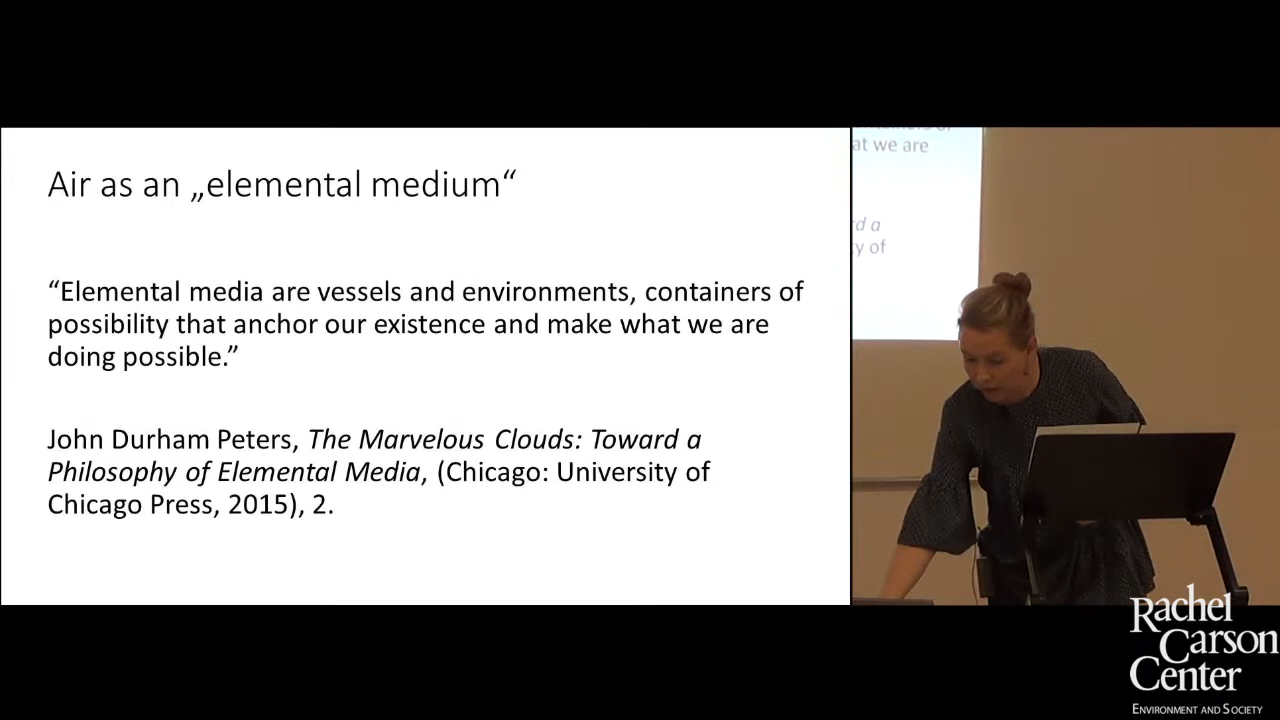 Air as an „elemental medium“
“Elemental media are vessels and environments, containers of
possibility that anchor our existence and make what we are
doing possible.”
John Durham Peters, The Marvelous Clouds: Toward a
Philosophy of Elemental Media, (Chicago: University of
Chicago Press, 2015), 2.
at we are
rd a
y of
Rachel
Carson
Center
ENVIRONMENT AND SOCIETY